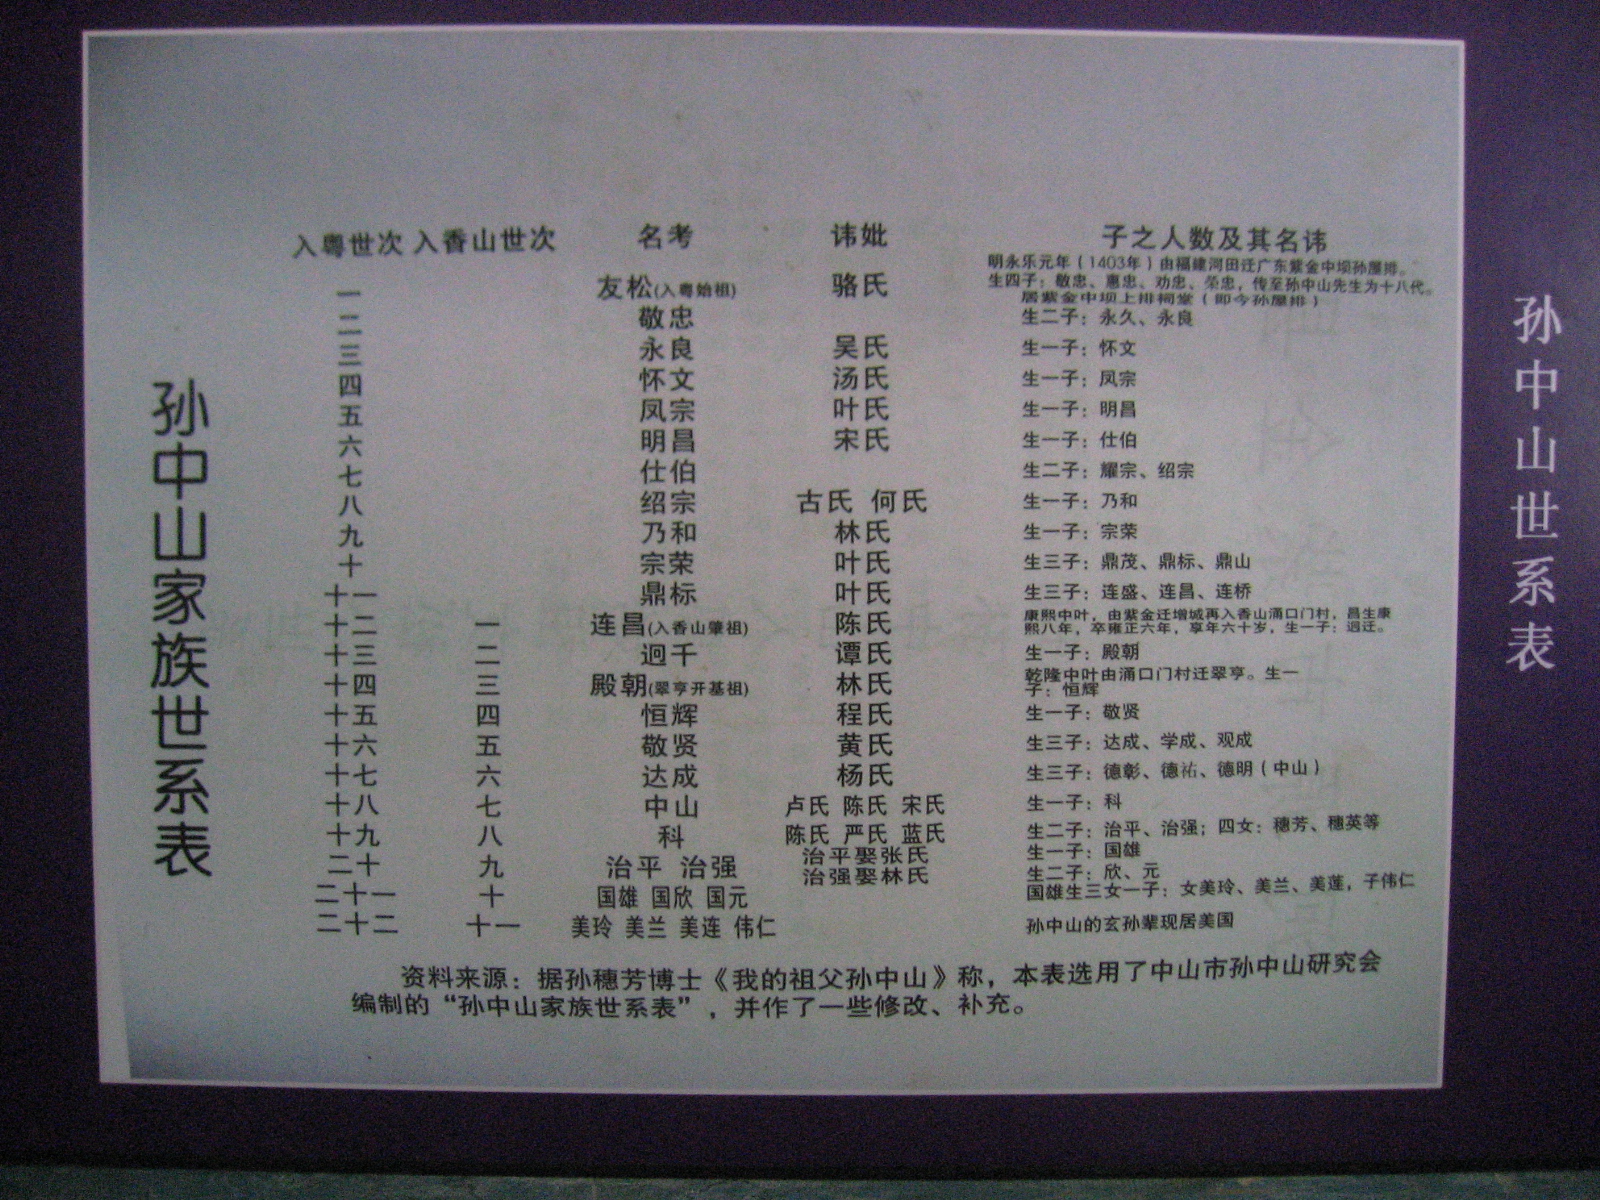 孙中山家族世系表
入粤世次 入香山世次 名考 讳妣 子之人数及其名讳
一 友松(入粤始祖) 骆氏 明永乐元年(1403年)由福建河田迁广东紫金中坝孙屋排。
生四子:敬忠、惠忠、劝忠、荣忠,传至孙中山先生为十八代。
居紫金中坝上排祠堂(即今孙屋排)
二 敬忠 生二子:永久、永良
三 永良 吴氏 生一子:怀文
四 怀文 汤氏 生一子:凤宗
五 凤宗 叶氏 生一子:明昌
六 明昌 宋氏 生一子:仕伯
七 仕伯 生二子:耀宗、绍宗
八 绍宗 古氏 何氏 生一子:乃和
九 乃和 林氏 生一子:宗荣
十 宗荣 叶氏 生三子:鼎茂、鼎标、鼎山
十一 鼎标 叶氏 生三子:连盛、连昌、连桥
十二 一 连昌(入香山肇祖) 陈氏 康熙中叶,由紫金迁增城再入香山涌口门村,昌生康
熙八年,卒雍正六年,享年六十岁,生一子:迥迁。
十三 二 迥千 谭氏 生一子:殿朝
十四 三 殿朝(翠亨开基祖) 林氏 乾隆中叶由涌口门村迁翠亨。生一
子:恒辉
十五 四 恒辉 程氏 生一子:敬贤
十六 五 敬贤 黄氏 生三子:达成、学成、观成
十七 六 达成 杨氏 生三子:德彰、德祐、德明(中山)
十八 七 中山 卢氏 陈氏 宋氏 生一子:科
十九 八 科 陈氏 严氏 蓝氏 生二子:治平、治强;四女:穗芳、穗英等
二十 九 治平 治强 治平娶张氏 生一子:国雄
治强娶林氏 生二子:欣、元
二十一 十 国雄 国欣 国元 国雄生三女一子:女美玲、美兰、美莲,子伟仁
二十二 十一 美玲 美兰 美连 伟仁 孙中山的玄孙辈现居美国
资料来源:据孙穗芳博士《我的祖父孙中山》称,本表选用了中山市孙中山研究会
编制的“孙中山家族世系表”,并作了一些修改、补充。
孙中山世系表